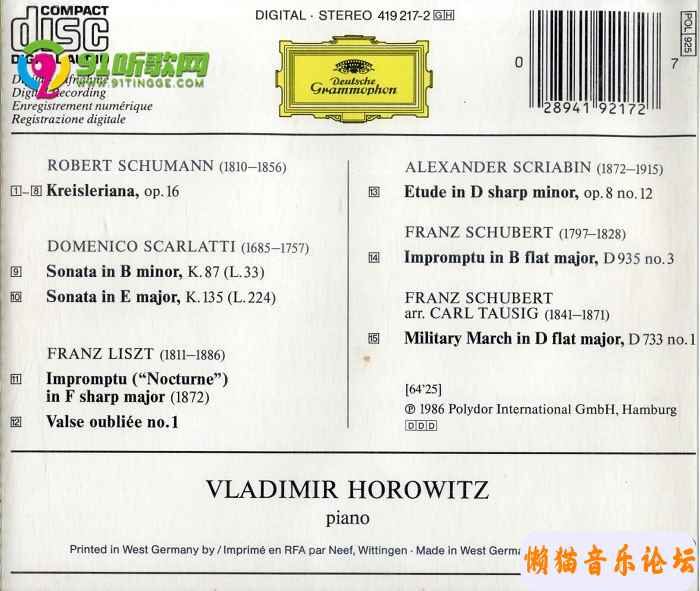 COMPACT
disc
DIGITAL AUDIO
91听歌网
WWW.91TINGGE.COM
Digital Recording
Enregistrement numérique
Registrazione digitale
DIGITAL · STEREO 419 217-2 GH
Deutsche
Grammophon
POL 925
0 28941 92172 7
ROBERT SCHUMANN (1810–1856)
1–8 Kreisleriana, op. 16
DOMENICO SCARLATTI (1685–1757)
9 Sonata in B minor, K. 87 (L. 33)
10 Sonata in E major, K. 135 (L. 224)
FRANZ LISZT (1811–1886)
11 Impromptu (“Nocturne”)
in F sharp major (1872)
12 Valse oubliée no. 1
ALEXANDER SCRIABIN (1872–1915)
13 Etude in D sharp minor, op. 8 no. 12
FRANZ SCHUBERT (1797–1828)
14 Impromptu in B flat major, D 935 no. 3
FRANZ SCHUBERT
arr. CARL TAUSIG (1841–1871)
15 Military March in D flat major, D 733 no. 1
[64'25]
℗ 1986 Polydor International GmbH, Hamburg
DDD
VLADIMIR HOROWITZ
piano
Printed in West Germany by / Imprimé en RFA par Neef, Wittingen · Made in West Germ
懒猫音乐论坛